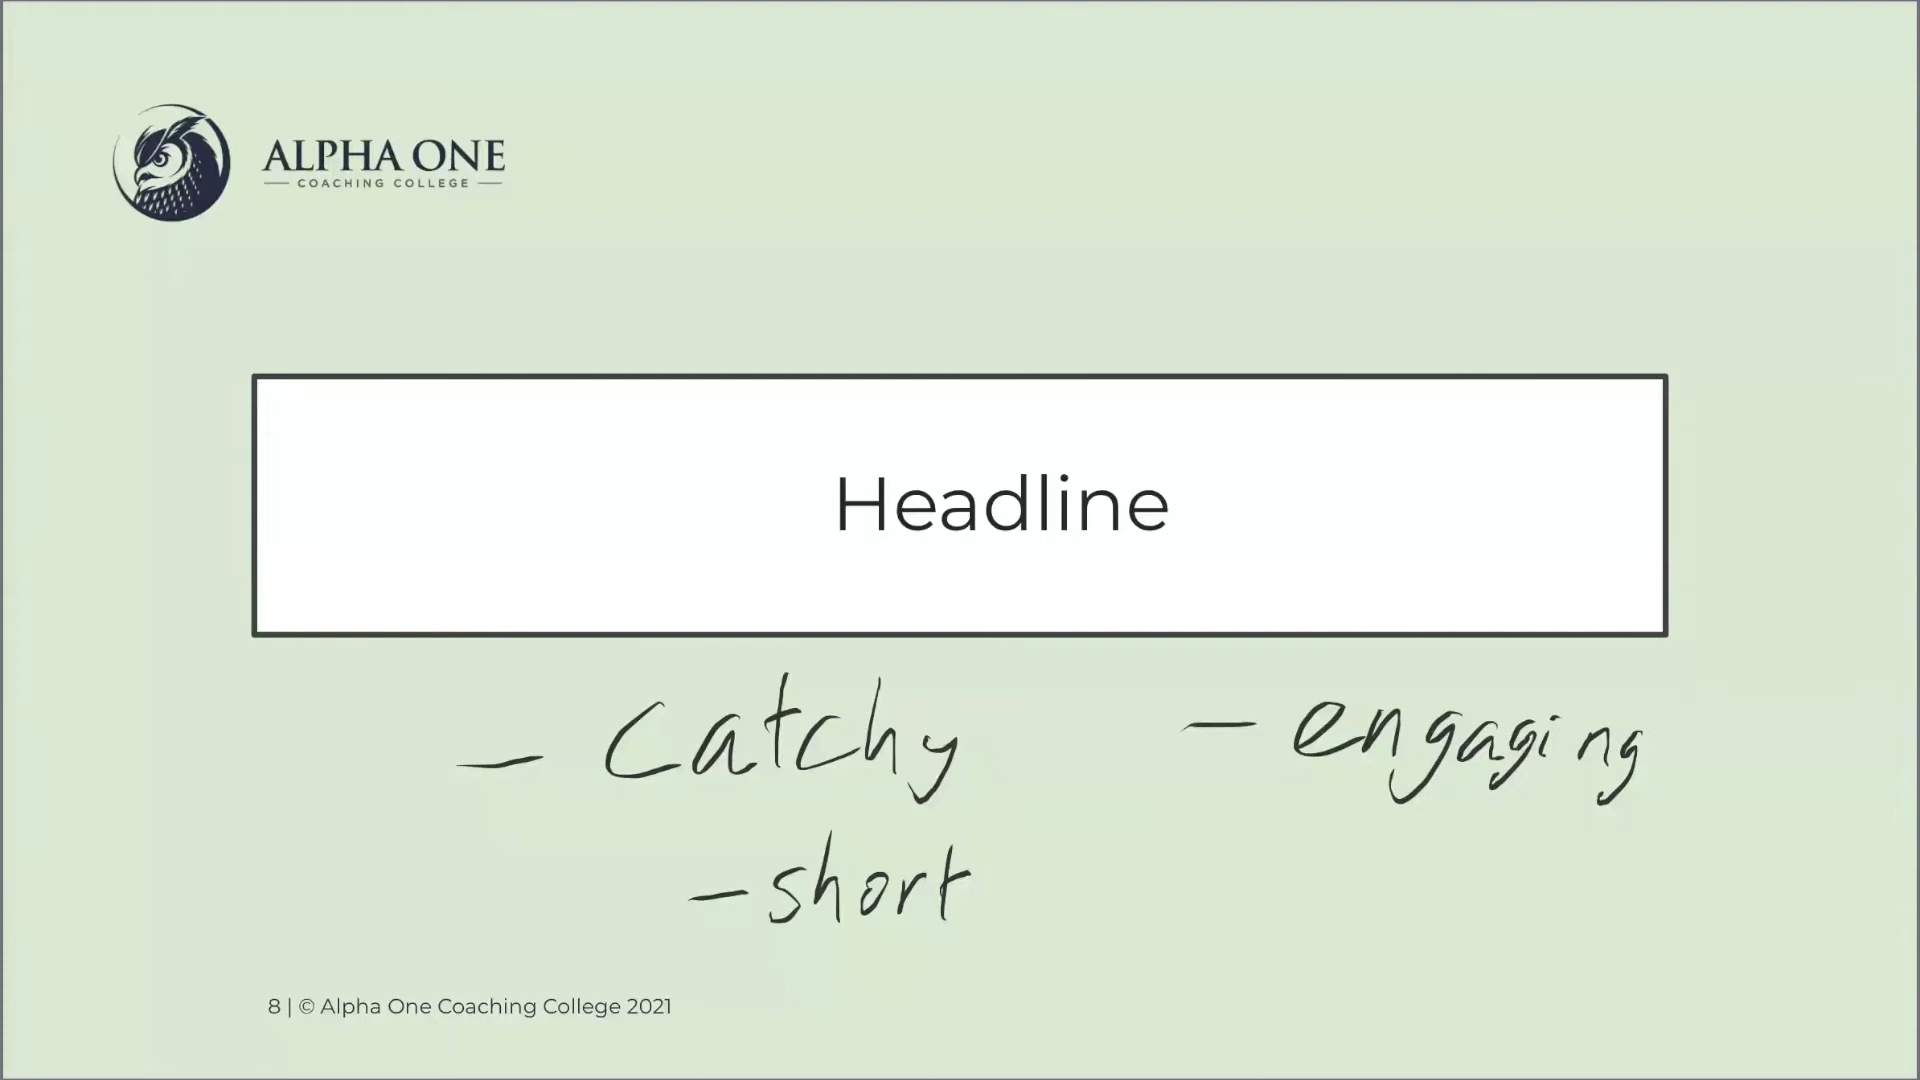 ALPHA ONE
COACHING COLLEGE
Headline
- catchy
- engaging
- short
8 | © Alpha One Coaching College 2021